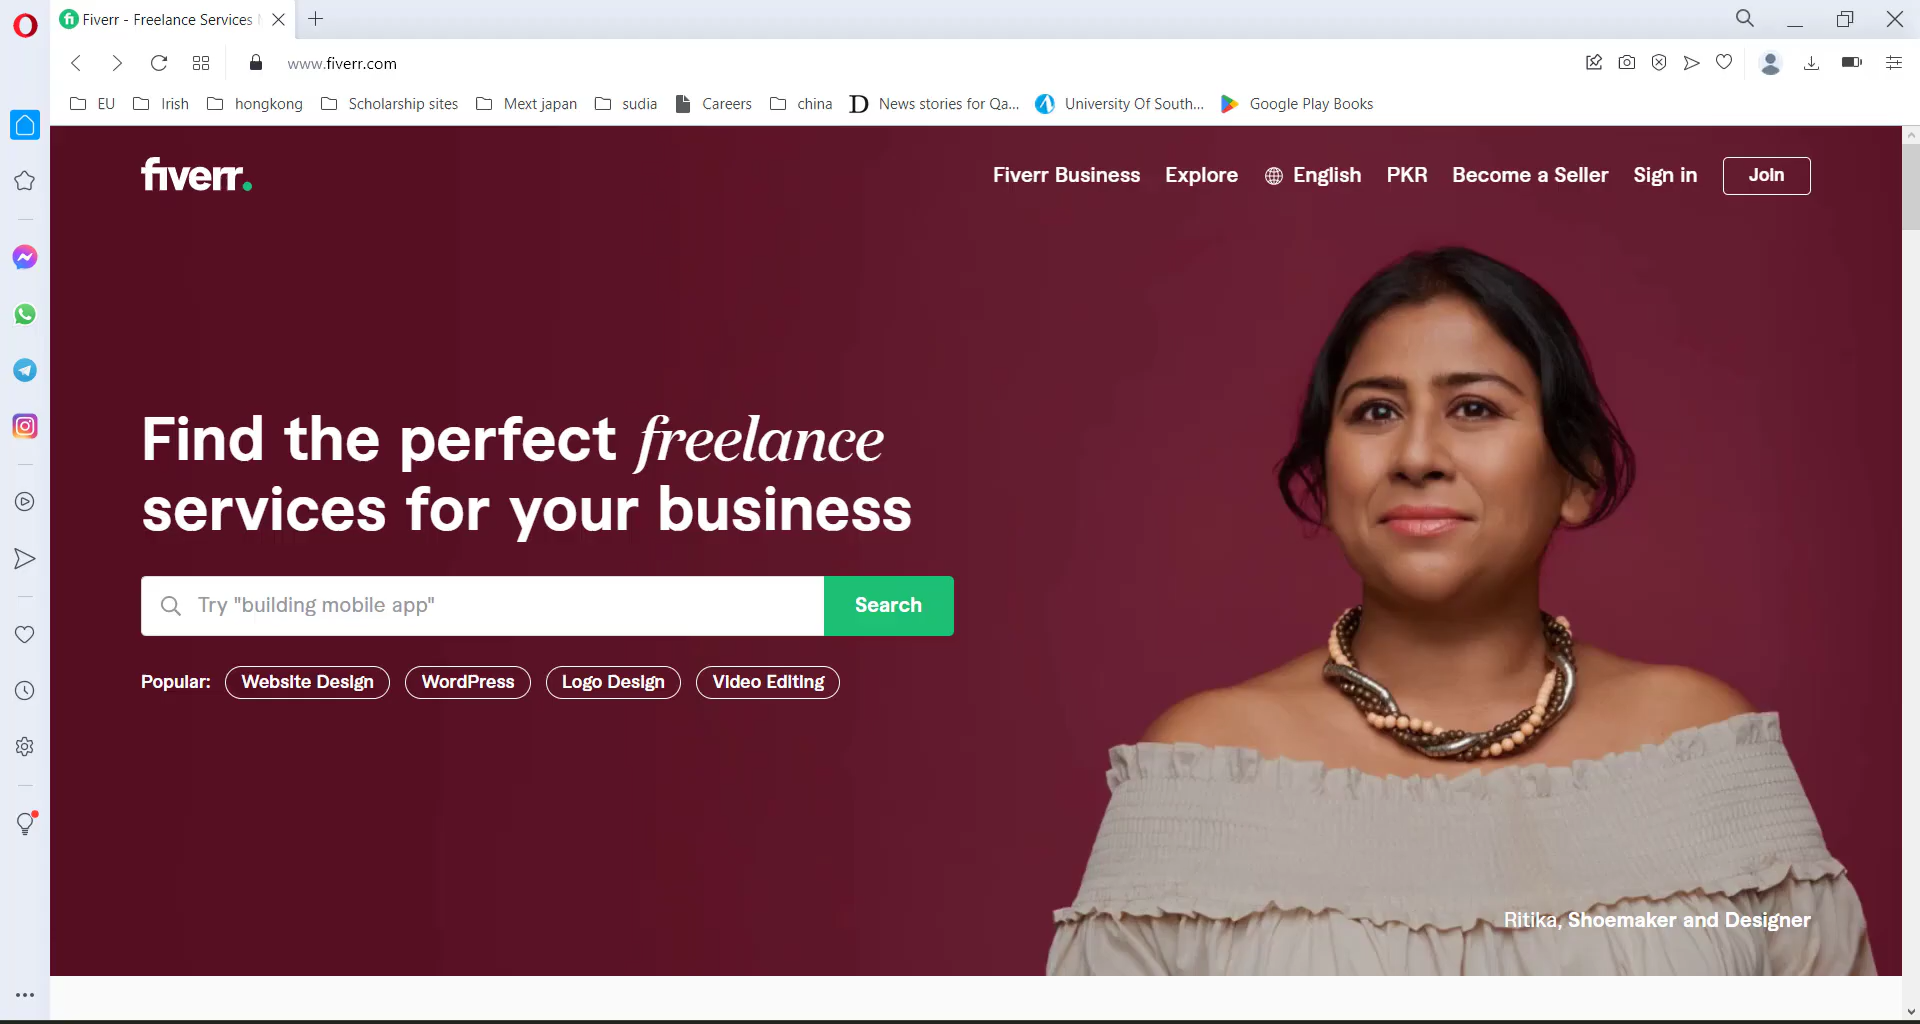 Fiverr - Freelance Services
www.fiverr.com
EU Irish hongkong Scholarship sites Mext japan sudia Careers china D News stories for Qa... University Of South... Google Play Books
fiverr.
Fiverr Business Explore English PKR Become a Seller Sign in Join
Find the perfect freelance
services for your business
Try "building mobile app" Search
Popular: Website Design WordPress Logo Design Video Editing
Ritika, Shoemaker and Designer